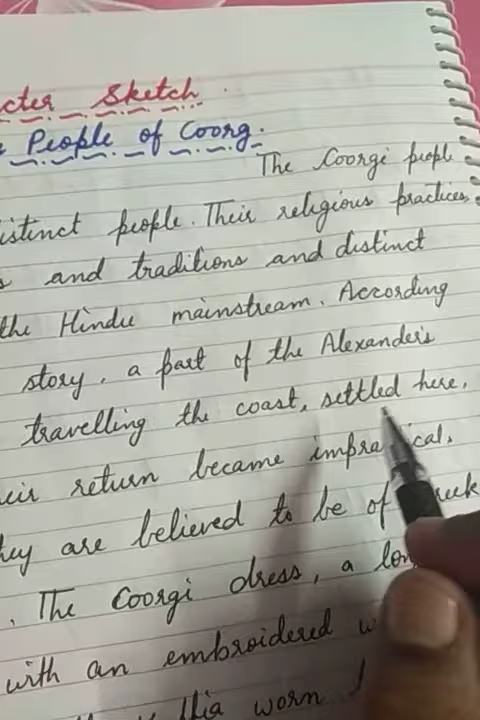 Sketch
People of Coorg.
The Coorgi people
distinct people. Their religious practices,
and traditions and distinct
the Hindu mainstream. According
story, a part of the Alexander's
travelling the coast, settled here,
return became
they are believed to be of
. The Coorgi dress, a
with an embroidered
worn